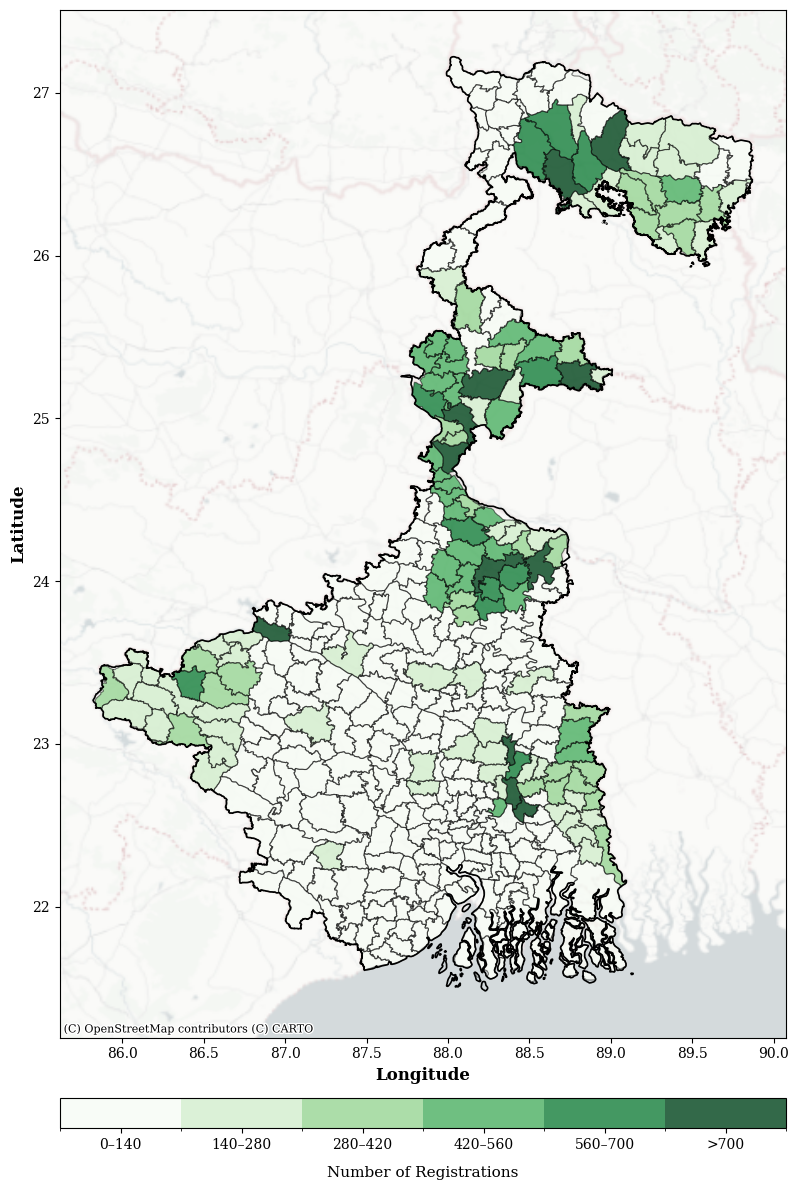 27
26
25
24
23
22
Latitude
(C) OpenStreetMap contributors (C) CARTO
86.0 86.5 87.0 87.5 88.0 88.5 89.0 89.5 90.0
Longitude
0–140 140–280 280–420 420–560 560–700 >700
Number of Registrations